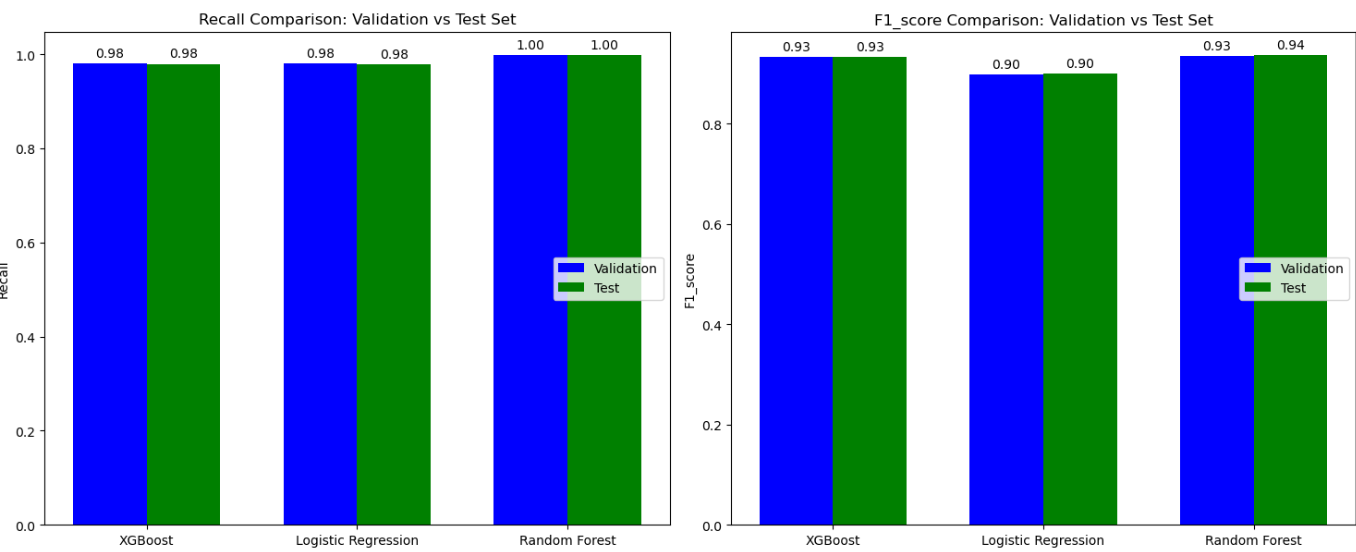 Recall Comparison: Validation vs Test Set
0.98 0.98 0.98 0.98 1.00 1.00
1.0
0.8
0.6
0.4
0.2
0.0
Recall
Validation
Test
XGBoost Logistic Regression Random Forest
F1_score Comparison: Validation vs Test Set
0.93 0.93 0.90 0.90 0.93 0.94
0.8
0.6
0.4
0.2
0.0
F1_score
Validation
Test
XGBoost Logistic Regression Random Forest